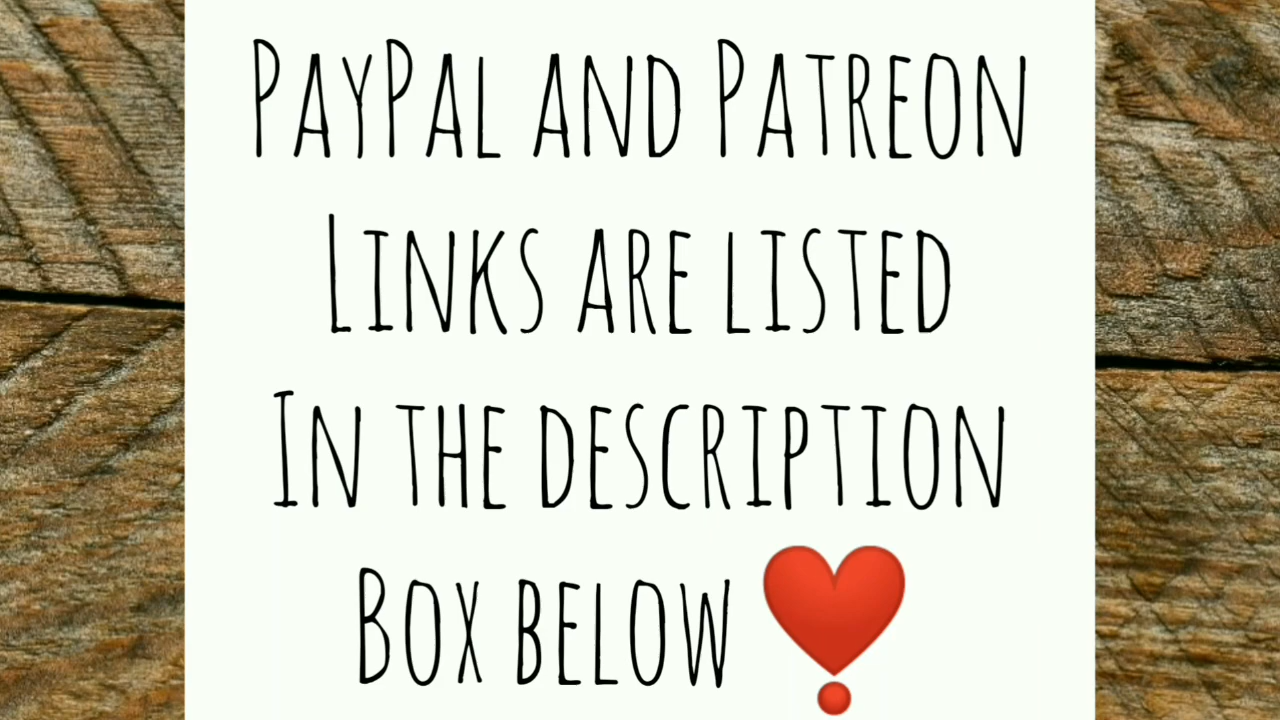 PayPal and Patreon
Links are listed
In the description
Box below ❣